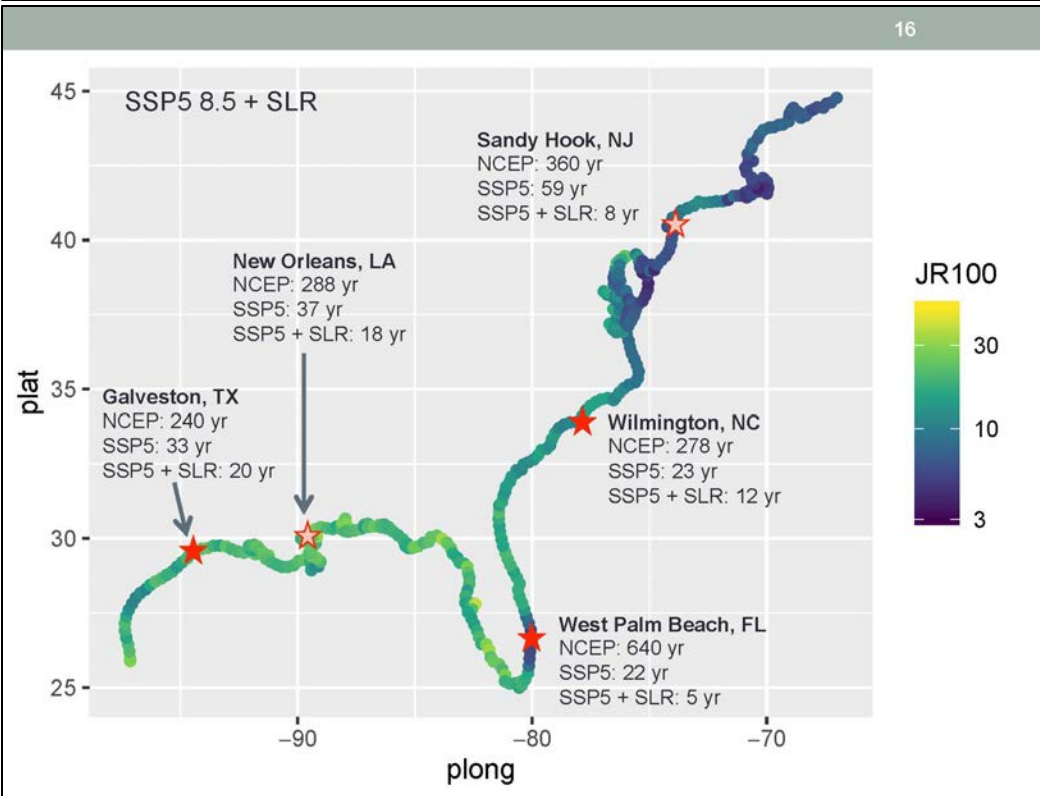 16
SSP5 8.5 + SLR
Sandy Hook, NJ
NCEP: 360 yr
SSP5: 59 yr
SSP5 + SLR: 8 yr
New Orleans, LA
NCEP: 288 yr
SSP5: 37 yr
SSP5 + SLR: 18 yr
Galveston, TX
NCEP: 240 yr
SSP5: 33 yr
SSP5 + SLR: 20 yr
Wilmington, NC
NCEP: 278 yr
SSP5: 23 yr
SSP5 + SLR: 12 yr
West Palm Beach, FL
NCEP: 640 yr
SSP5: 22 yr
SSP5 + SLR: 5 yr
45
40
35
30
25
plat
−90
−80
−70
plong
JR100
30
10
3